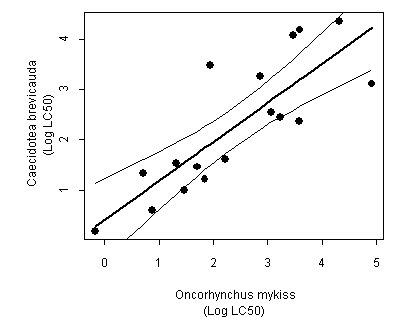 Caecidotea brevicauda
(Log LC50)
4
3
2
1
0 1 2 3 4 5
Oncorhynchus mykiss
(Log LC50)